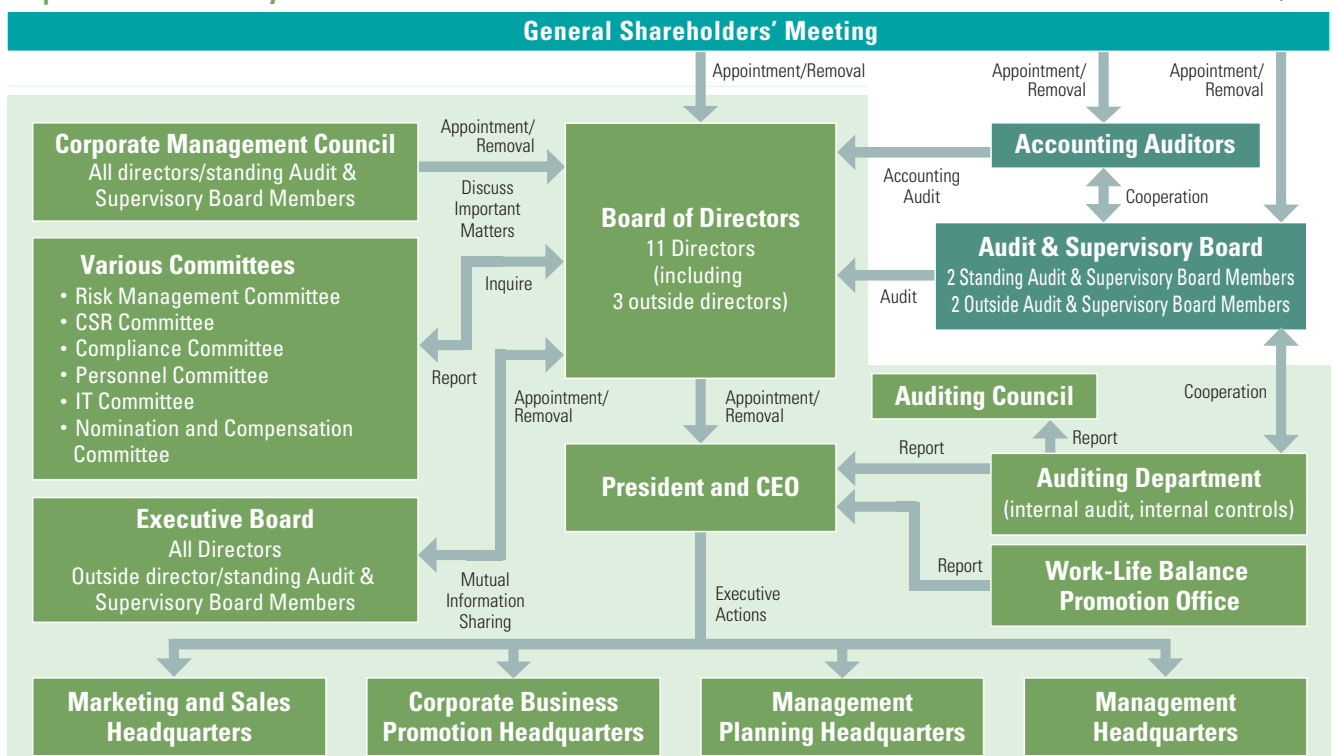 General Shareholders' Meeting
Appointment/Removal
Appointment/
Removal
Appointment/
Removal
Corporate Management Council
All directors/standing Audit &
Supervisory Board Members
Appointment/
Removal
Discuss
Important
Matters
Board of Directors
11 Directors
(including
3 outside directors)
Accounting
Audit
Accounting Auditors
Cooperation
Audit & Supervisory Board
2 Standing Audit & Supervisory Board Members
2 Outside Audit & Supervisory Board Members
Audit
Various Committees
• Risk Management Committee
• CSR Committee
• Compliance Committee
• Personnel Committee
• IT Committee
• Nomination and Compensation
Committee
Inquire
Report
Appointment/
Removal
Appointment/
Removal
Auditing Council
Cooperation
Report
Report
President and CEO
Auditing Department
(internal audit, internal controls)
Executive Board
All Directors
Outside director/standing Audit &
Supervisory Board Members
Mutual
Information
Sharing
Executive
Actions
Report
Work-Life Balance
Promotion Office
Marketing and Sales
Headquarters
Corporate Business
Promotion Headquarters
Management
Planning Headquarters
Management
Headquarters